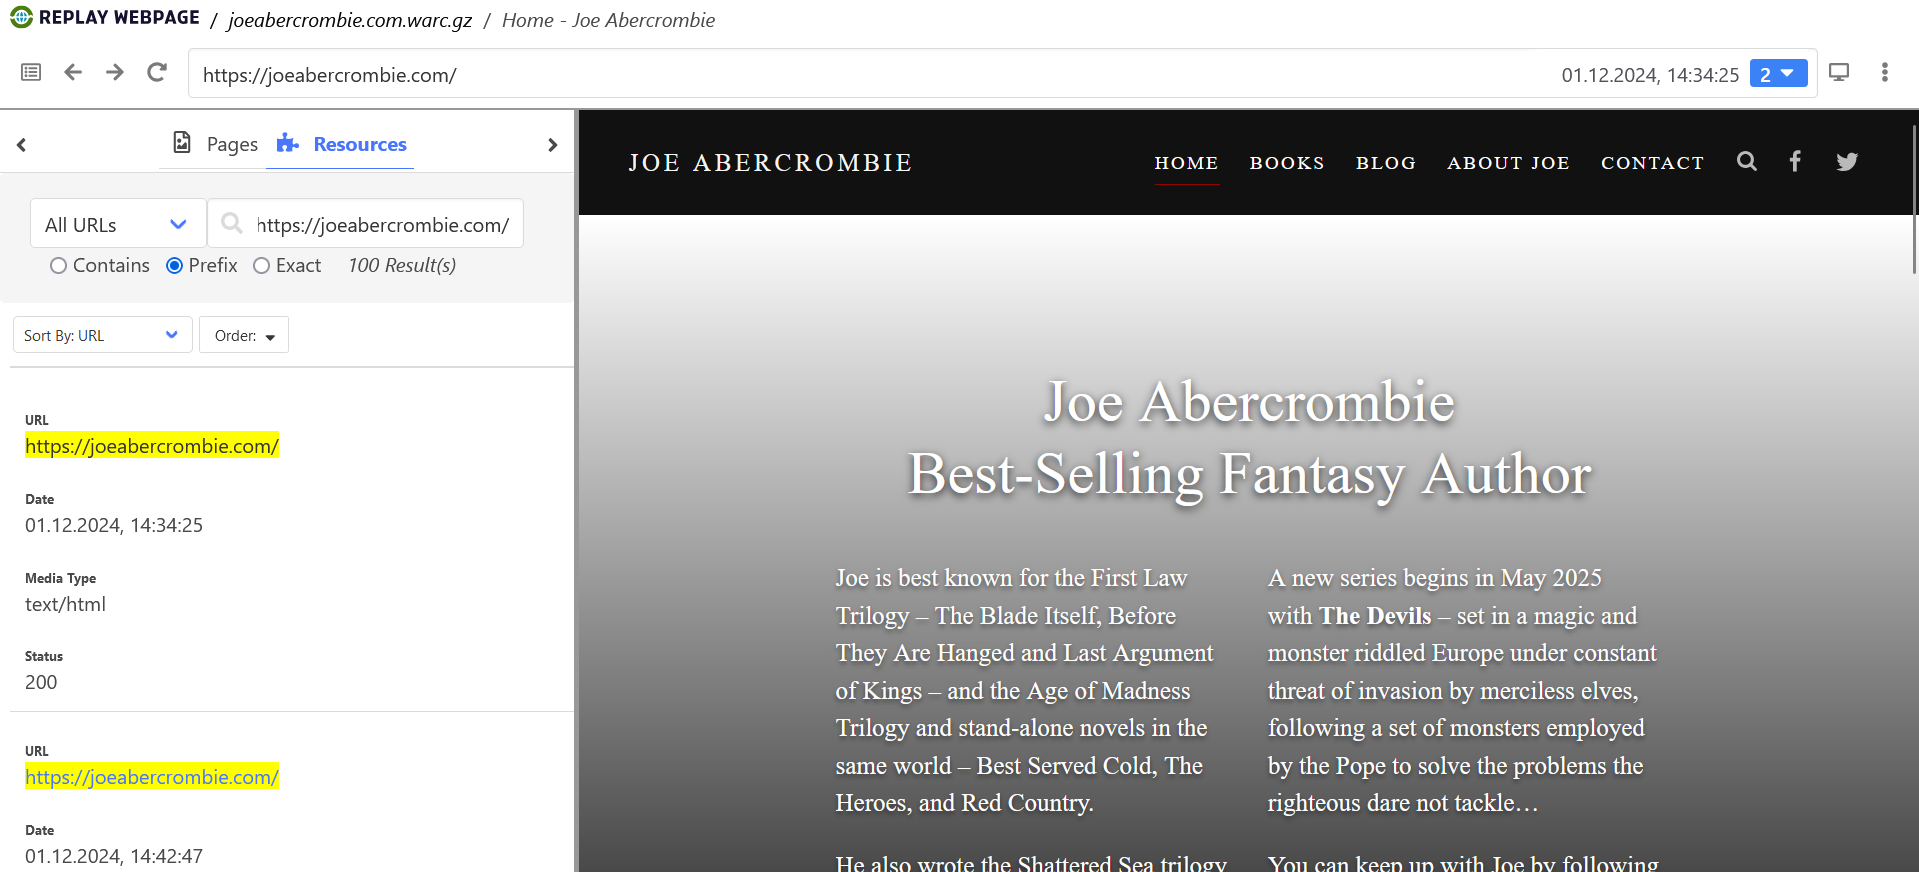 REPLAY WEBPAGE / joeabercrombie.com.warc.gz / Home - Joe Abercrombie
https://joeabercrombie.com/ 01.12.2024, 14:34:25 2
Pages Resources
All URLs https://joeabercrombie.com/
Contains Prefix Exact 100 Result(s)
Sort By: URL Order:
URL
https://joeabercrombie.com/
Date
01.12.2024, 14:34:25
Media Type
text/html
Status
200
URL
https://joeabercrombie.com/
Date
01.12.2024, 14:42:47
JOE ABERCROMBIE HOME BOOKS BLOG ABOUT JOE CONTACT
Joe Abercrombie
Best-Selling Fantasy Author
Joe is best known for the First Law
Trilogy – The Blade Itself, Before
They Are Hanged and Last Argument
of Kings – and the Age of Madness
Trilogy and stand-alone novels in the
same world – Best Served Cold, The
Heroes, and Red Country.
He also wrote the Shattered Sea trilogy
A new series begins in May 2025
with The Devils – set in a magic and
monster riddled Europe under constant
threat of invasion by merciless elves,
following a set of monsters employed
by the Pope to solve the problems the
righteous dare not tackle…
You can keep up with Joe by following